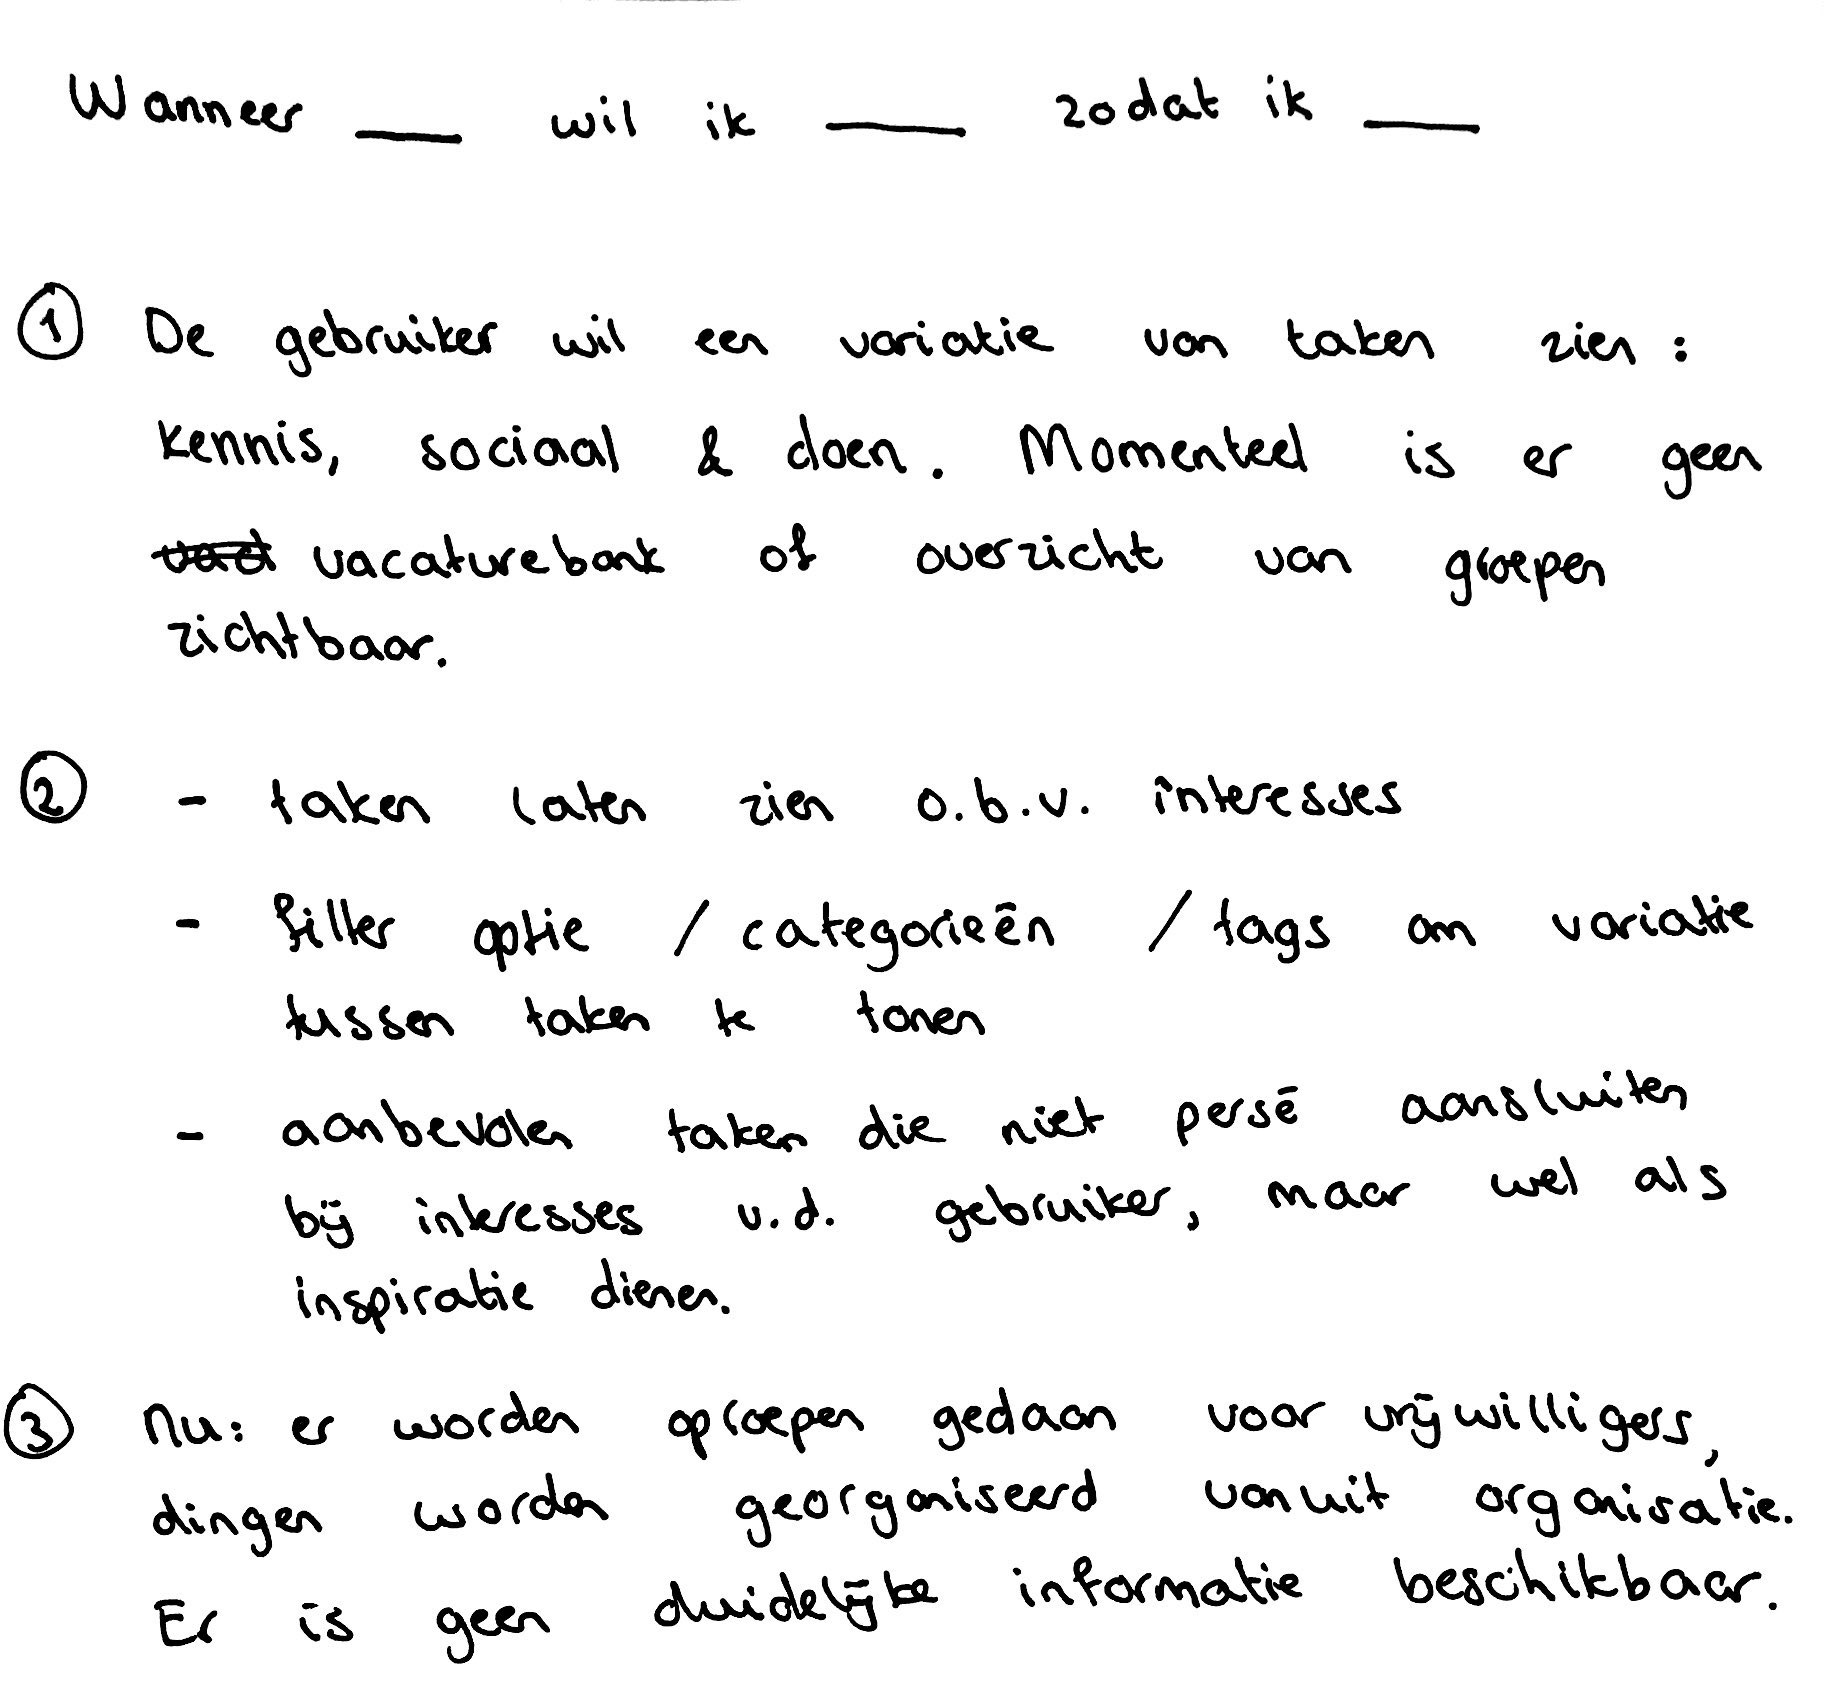 Wanneer ___ wil ik ___ zodat ik ___
① De gebruiker wil een variatie van taken zien:
kennis, sociaal & doen. Momenteel is er geen
vacaturebank of overzicht van groepen
zichtbaar.
② - taken laten zien o.b.v. interesses
- filter optie / categorieën / tags om variatie
tussen taken te tonen
- aanbevolen taken die niet persé aansluiten
bij interesses v.d. gebruiker, maar wel als
inspiratie dienen.
③ Nu: er worden oproepen gedaan voor vrijwilligers,
dingen worden georganiseerd vanuit organisatie.
Er is geen duidelijke informatie beschikbaar.